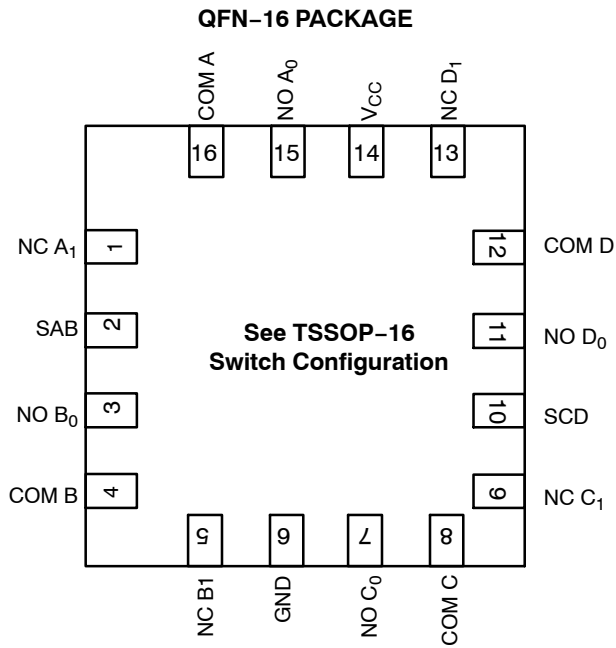 QFN–16 PACKAGE
COM A
NO A₀
V_CC
NC D₁
16
15
14
13
NC A₁
1
12
COM D
SAB
2
See TSSOP–16
Switch Configuration
11
NO D₀
NO B₀
3
10
SCD
COM B
4
9
NC C₁
5
6
7
8
NC B1
GND
NO C₀
COM C